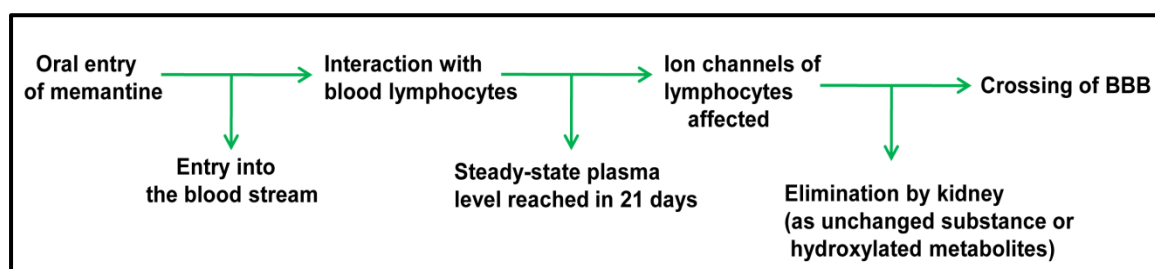 Oral entry
of memantine
Interaction with
blood lymphocytes
Ion channels of
lymphocytes
affected
Crossing of BBB
Entry into
the blood stream
Steady-state plasma
level reached in 21 days
Elimination by kidney
(as unchanged substance or
hydroxylated metabolites)